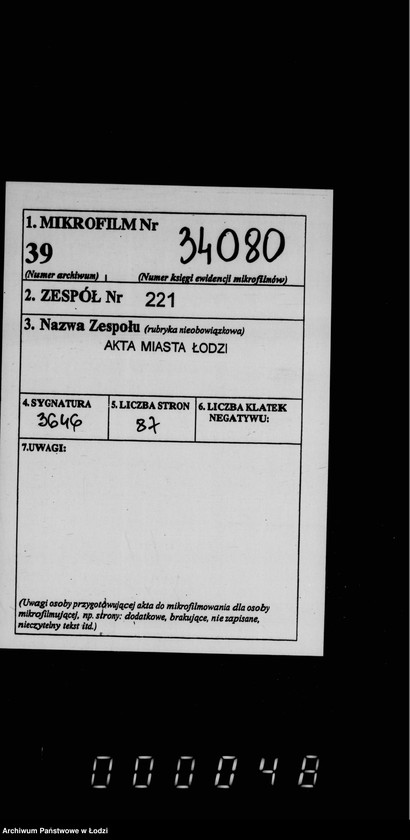 1. MIKROFILM Nr
39 34080
(Numer archiwum) (Numer księgi ewidencji mikrofilmów)
2. ZESPÓŁ Nr 221
3. Nazwa Zespołu (rubryka nieobowiązkowa)
AKTA MIASTA ŁODZI
4. SYGNATURA 5. LICZBA STRON 6. LICZBA KLATEK
NEGATYWU:
3646 87
7.UWAGI:
(Uwagi osoby przygotówującej akta do mikrofilmowania dla osoby
mikrofilmującej, np. strony: dodatkowe, brakujące, nie zapisane,
nieczytelny tekst itd.)
000048
Archiwum Państwowe w Łodzi